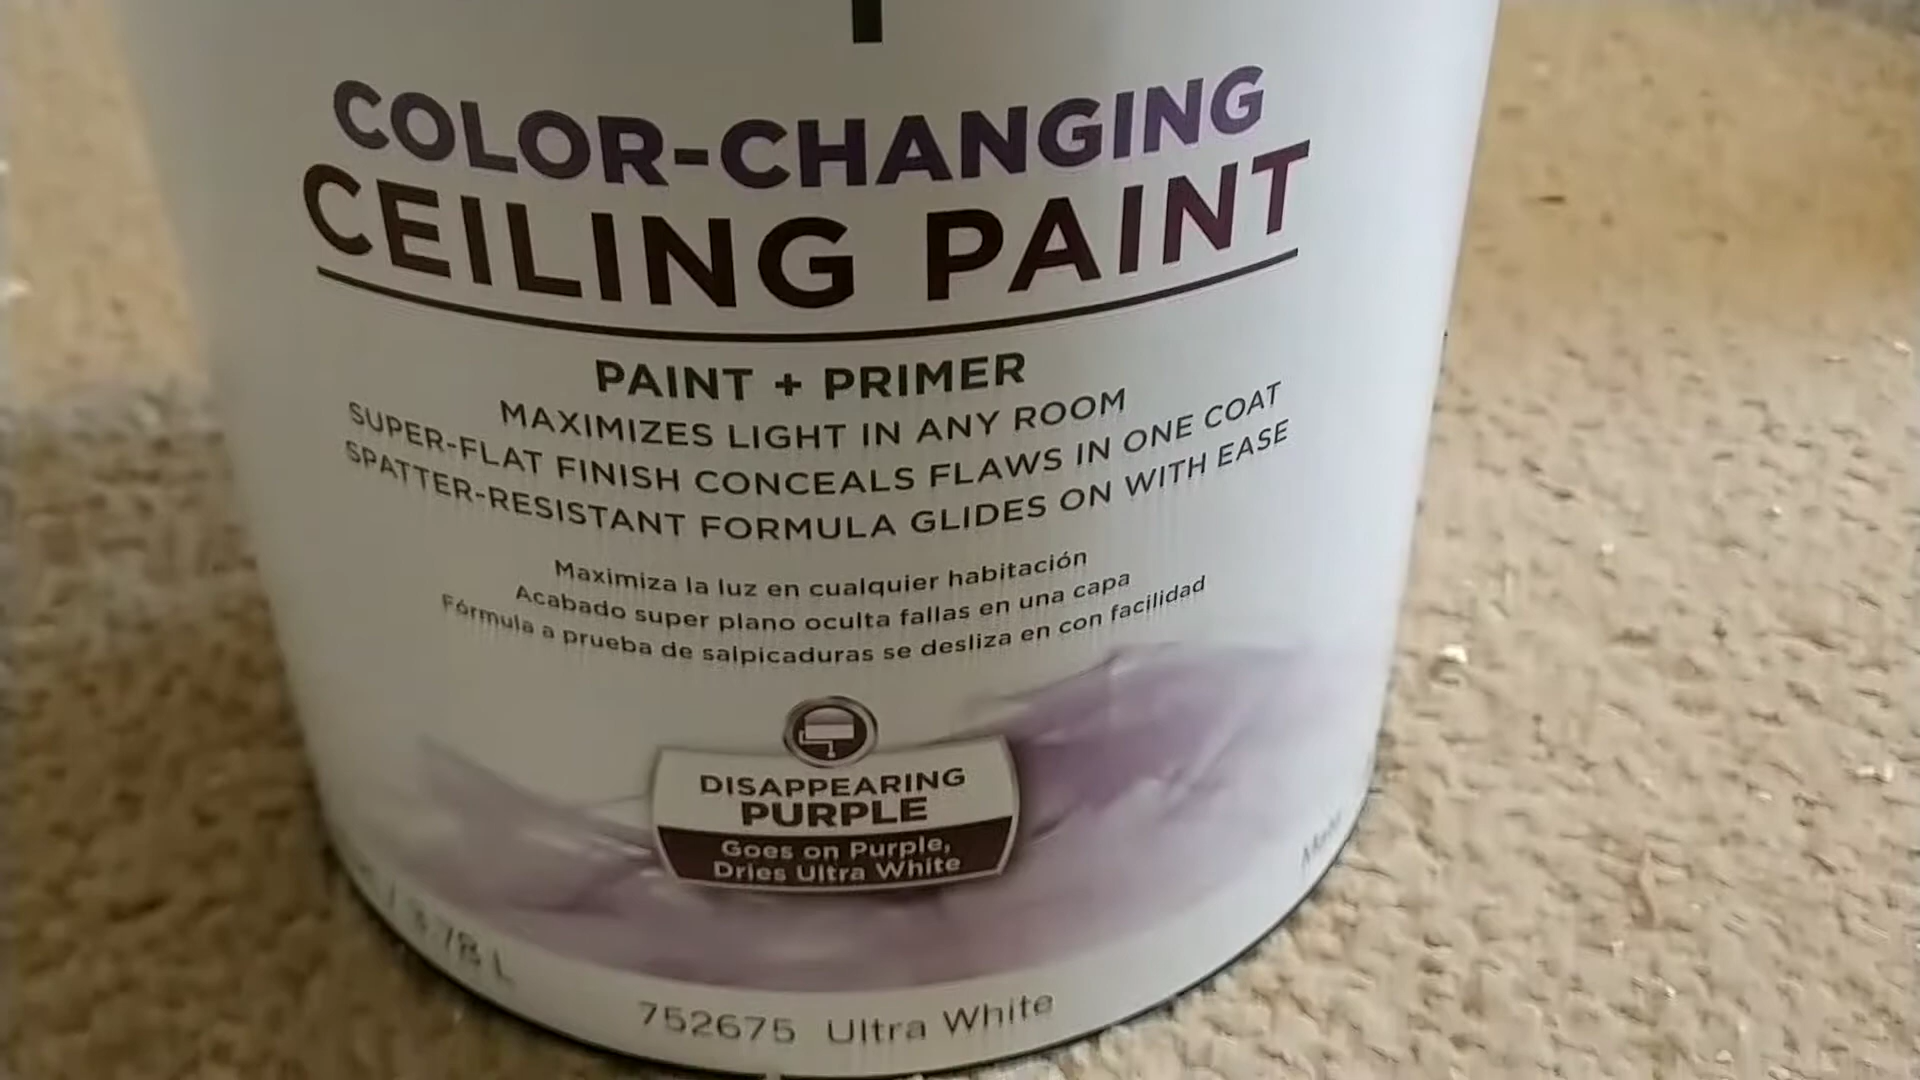 COLOR-CHANGING
CEILING PAINT
PAINT + PRIMER
MAXIMIZES LIGHT IN ANY ROOM
SUPER-FLAT FINISH CONCEALS FLAWS IN ONE COAT
SPATTER-RESISTANT FORMULA GLIDES ON WITH EASE
Maximiza la luz en cualquier habitación
Acabado super plano oculta fallas en una capa
Fórmula a prueba de salpicaduras se desliza en con facilidad
DISAPPEARING
PURPLE
Goes on Purple,
Dries Ultra White
3.78 L
752675 Ultra White